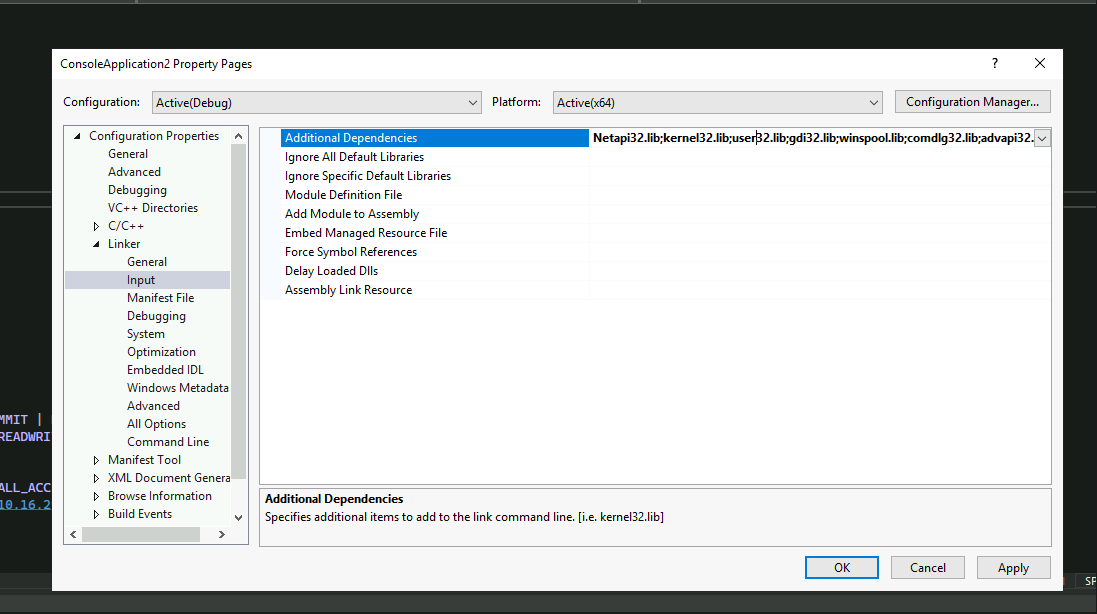 ConsoleApplication2 Property Pages
?
Configuration: Active(Debug) Platform: Active(x64) Configuration Manager...
Configuration Properties
General
Advanced
Debugging
VC++ Directories
C/C++
Linker
General
Input
Manifest File
Debugging
System
Optimization
Embedded IDL
Windows Metadata
Advanced
All Options
Command Line
Manifest Tool
XML Document Genera
Browse Information
Build Events
Additional Dependencies Netapi32.lib;kernel32.lib;user32.lib;gdi32.lib;winspool.lib;comdlg32.lib;advapi32.
Ignore All Default Libraries
Ignore Specific Default Libraries
Module Definition File
Add Module to Assembly
Embed Managed Resource File
Force Symbol References
Delay Loaded Dlls
Assembly Link Resource
Additional Dependencies
Specifies additional items to add to the link command line. [i.e. kernel32.lib]
OK Cancel Apply
MMIT |
READWRI
ALL_ACC
10.16.2
SP